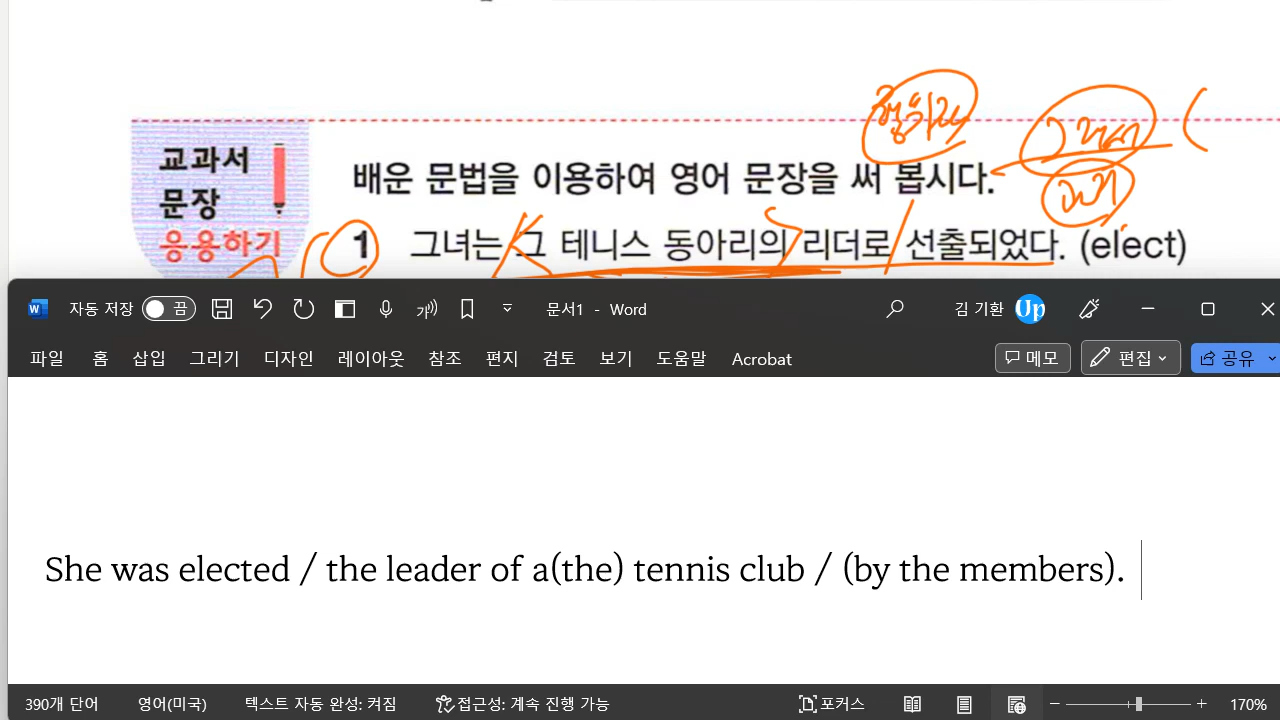 교과서
문장
응용하기
배운 문법을 이용하여 영어 문장을 써 봅시다.
1 그녀는 그 테니스 동아리의 리더로 선출되었다. (elect)
자동 저장 끔 문서1 - Word 김 기환 Up
파일 홈 삽입 그리기 디자인 레이아웃 참조 편지 검토 보기 도움말 Acrobat 메모 편집 공유
She was elected / the leader of a(the) tennis club / (by the members).
390개 단어 영어(미국) 텍스트 자동 완성: 켜짐 접근성: 계속 진행 가능 포커스 170%